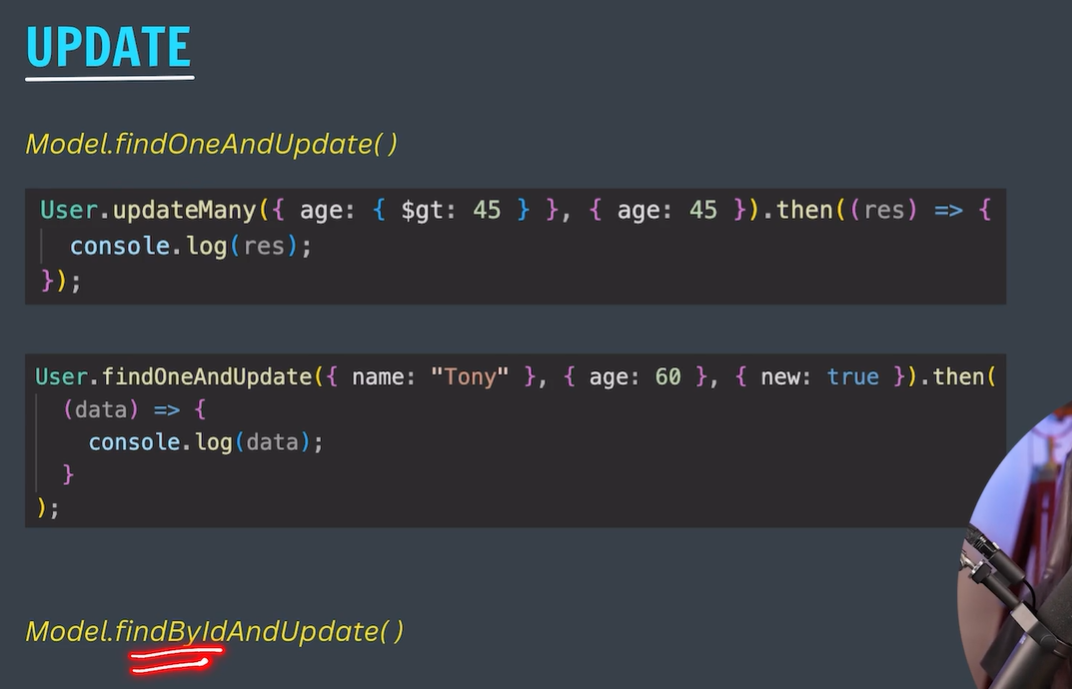 UPDATE
Model.findOneAndUpdate( )
User.updateMany({ age: { $gt: 45 } }, { age: 45 }).then((res) => {
console.log(res);
});
User.findOneAndUpdate({ name: "Tony" }, { age: 60 }, { new: true }).then(
(data) => {
console.log(data);
}
);
Model.findByIdAndUpdate( )